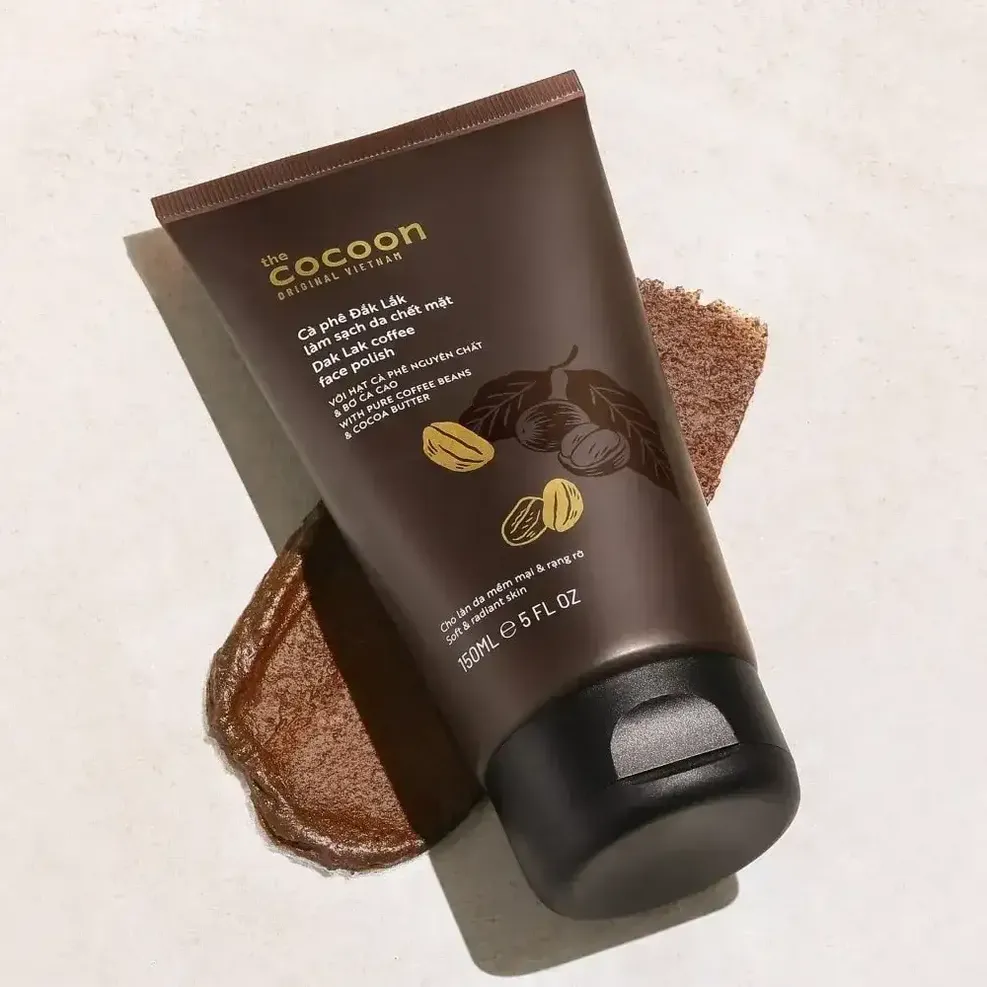 the
cocoon
ORIGINAL VIETNAM
Cà phê Đắk Lắk
làm sạch da chết mặt
Dak Lak coffee
face polish
VỚI HẠT CÀ PHÊ NGUYÊN CHẤT
& BƠ CA CAO
WITH PURE COFFEE BEANS
& COCOA BUTTER
Cho làn da mềm mại & rạng rỡ
Soft & radiant skin
150ML ℮ 5 FL OZ